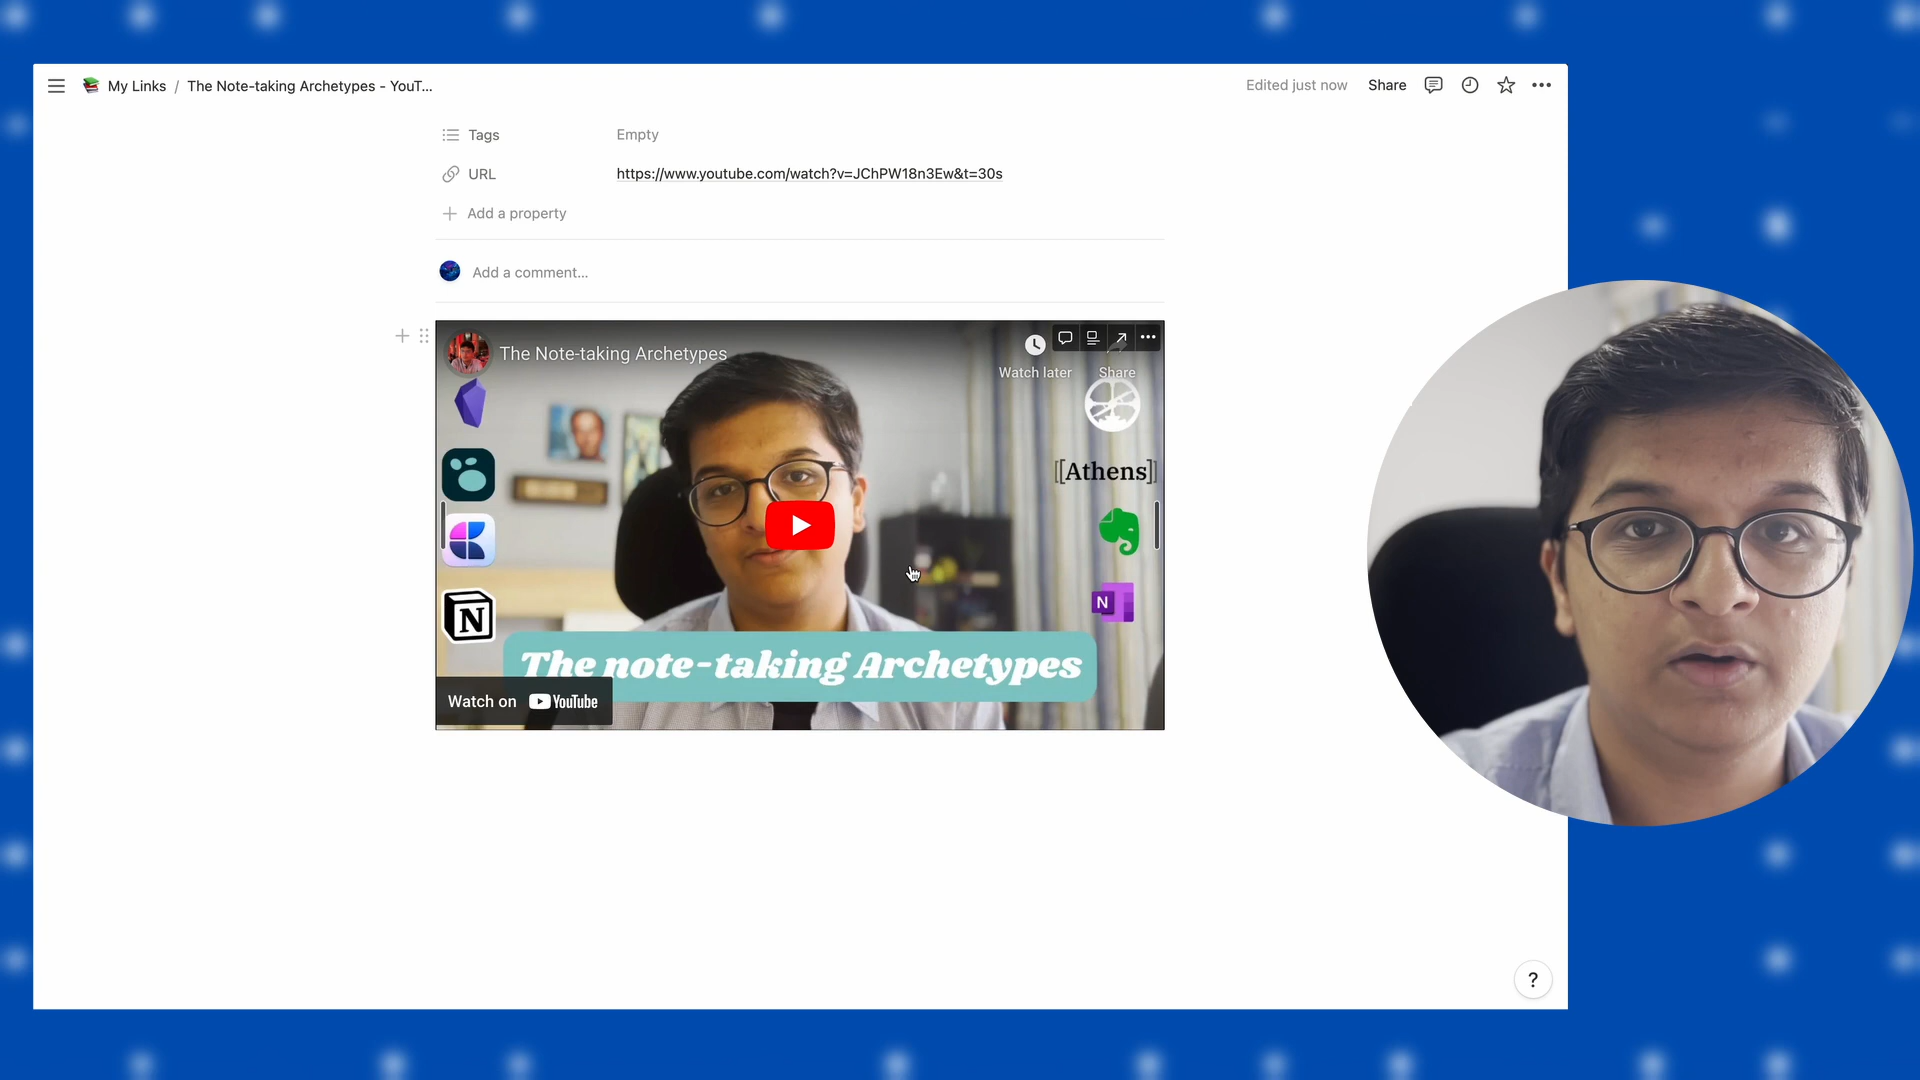 My Links / The Note-taking Archetypes - YouT...
Edited just now
Share
Tags
Empty
URL
https://www.youtube.com/watch?v=JChPW18n3Ew&t=30s
Add a property
Add a comment...
The Note-taking Archetypes
Watch later
Share
[[Athens]]
N
N
The note-taking Archetypes
Watch on YouTube
?